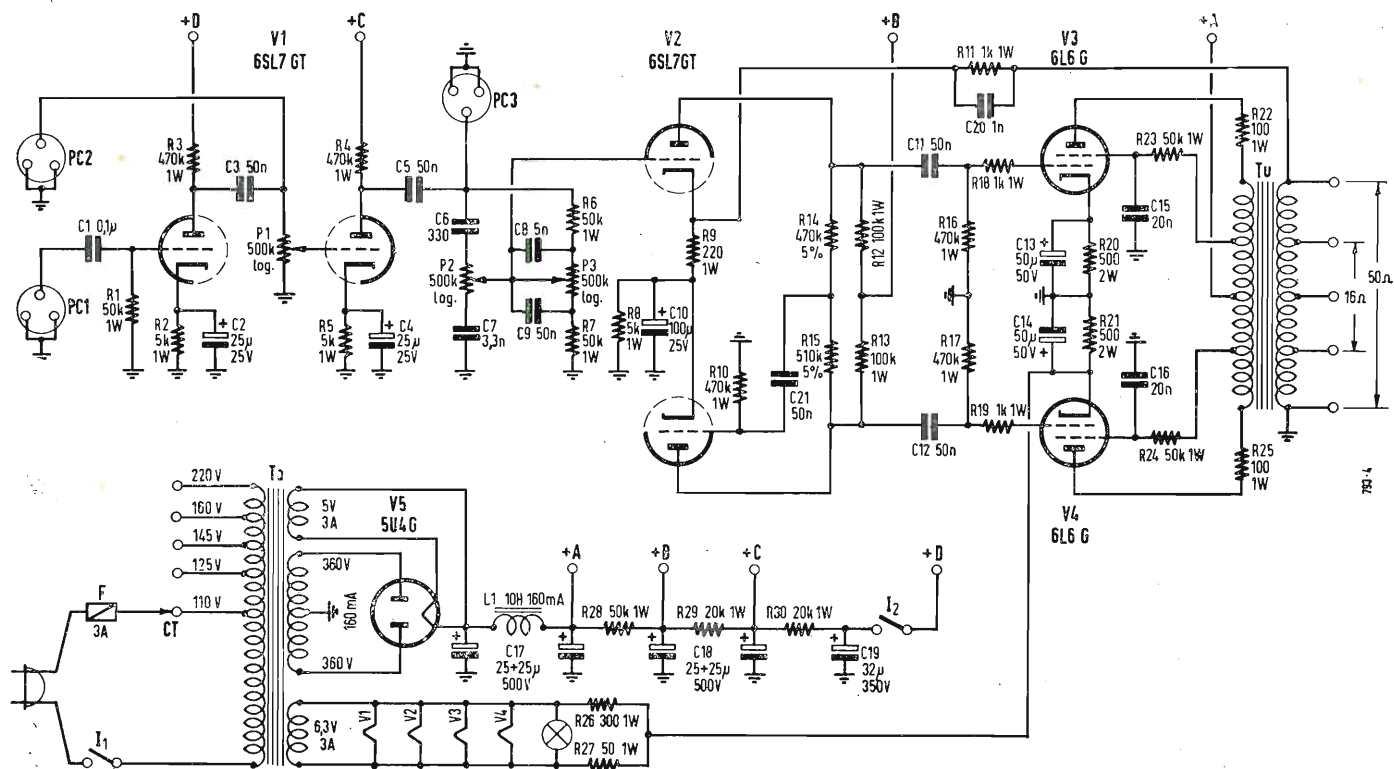 +D
V1
6SL7 GT
+C
PC3
V2
6SL7GT
+B
V3
6L6 G
R11 1k 1W
C20 1n
PC2
R3
470k
1W
C3 50n
R4
470k
1W
C5 50n
C1 0,1µ
P1
500k
log.
PC1
R1
50k
1W
R2
5k
1W
C2
25µ
25V
R5
5k
1W
C4
25µ
25V
C6
330
P2
500k
log.
C7
3,3n
C8 5n
C9 50n
R6
50k
1W
P3
500k
log.
R7
50k
1W
R9
220
1W
R8
5k
1W
C10
100µ
25V
R10
470k
1W
C21
50n
R14
470k
5%
R12 100k 1W
R15
510k
5%
R13
100k
1W
C11 50n
C12 50n
R16
470k
1W
R17
470k
1W
R18 1k 1W
R19 1k 1W
C13
50µ
50V
C14
50µ
50V
R20
500
2W
R21
500
2W
R23 50k 1W
C15
20n
C16
20n
R24 50k 1W
R22
100
1W
Tu
R25
100
1W
16Ω
50Ω
V4
6L6 G
793-4
220 V
160 V
145 V
125 V
110 V
F
3A
CT
I1
5V
3A
360V
160 mA
360 V
6,3V
3A
V5
5U4 G
L1 10H 160mA
C17
25+25µ
500V
+A
R28 50k 1W
+B
R29 20k 1W
C18
25+25µ
500V
+C
R30 20k 1W
C19
32µ
350V
I2
+D
V1
V2
V3
V4
R26 300 1W
R27 50 1W